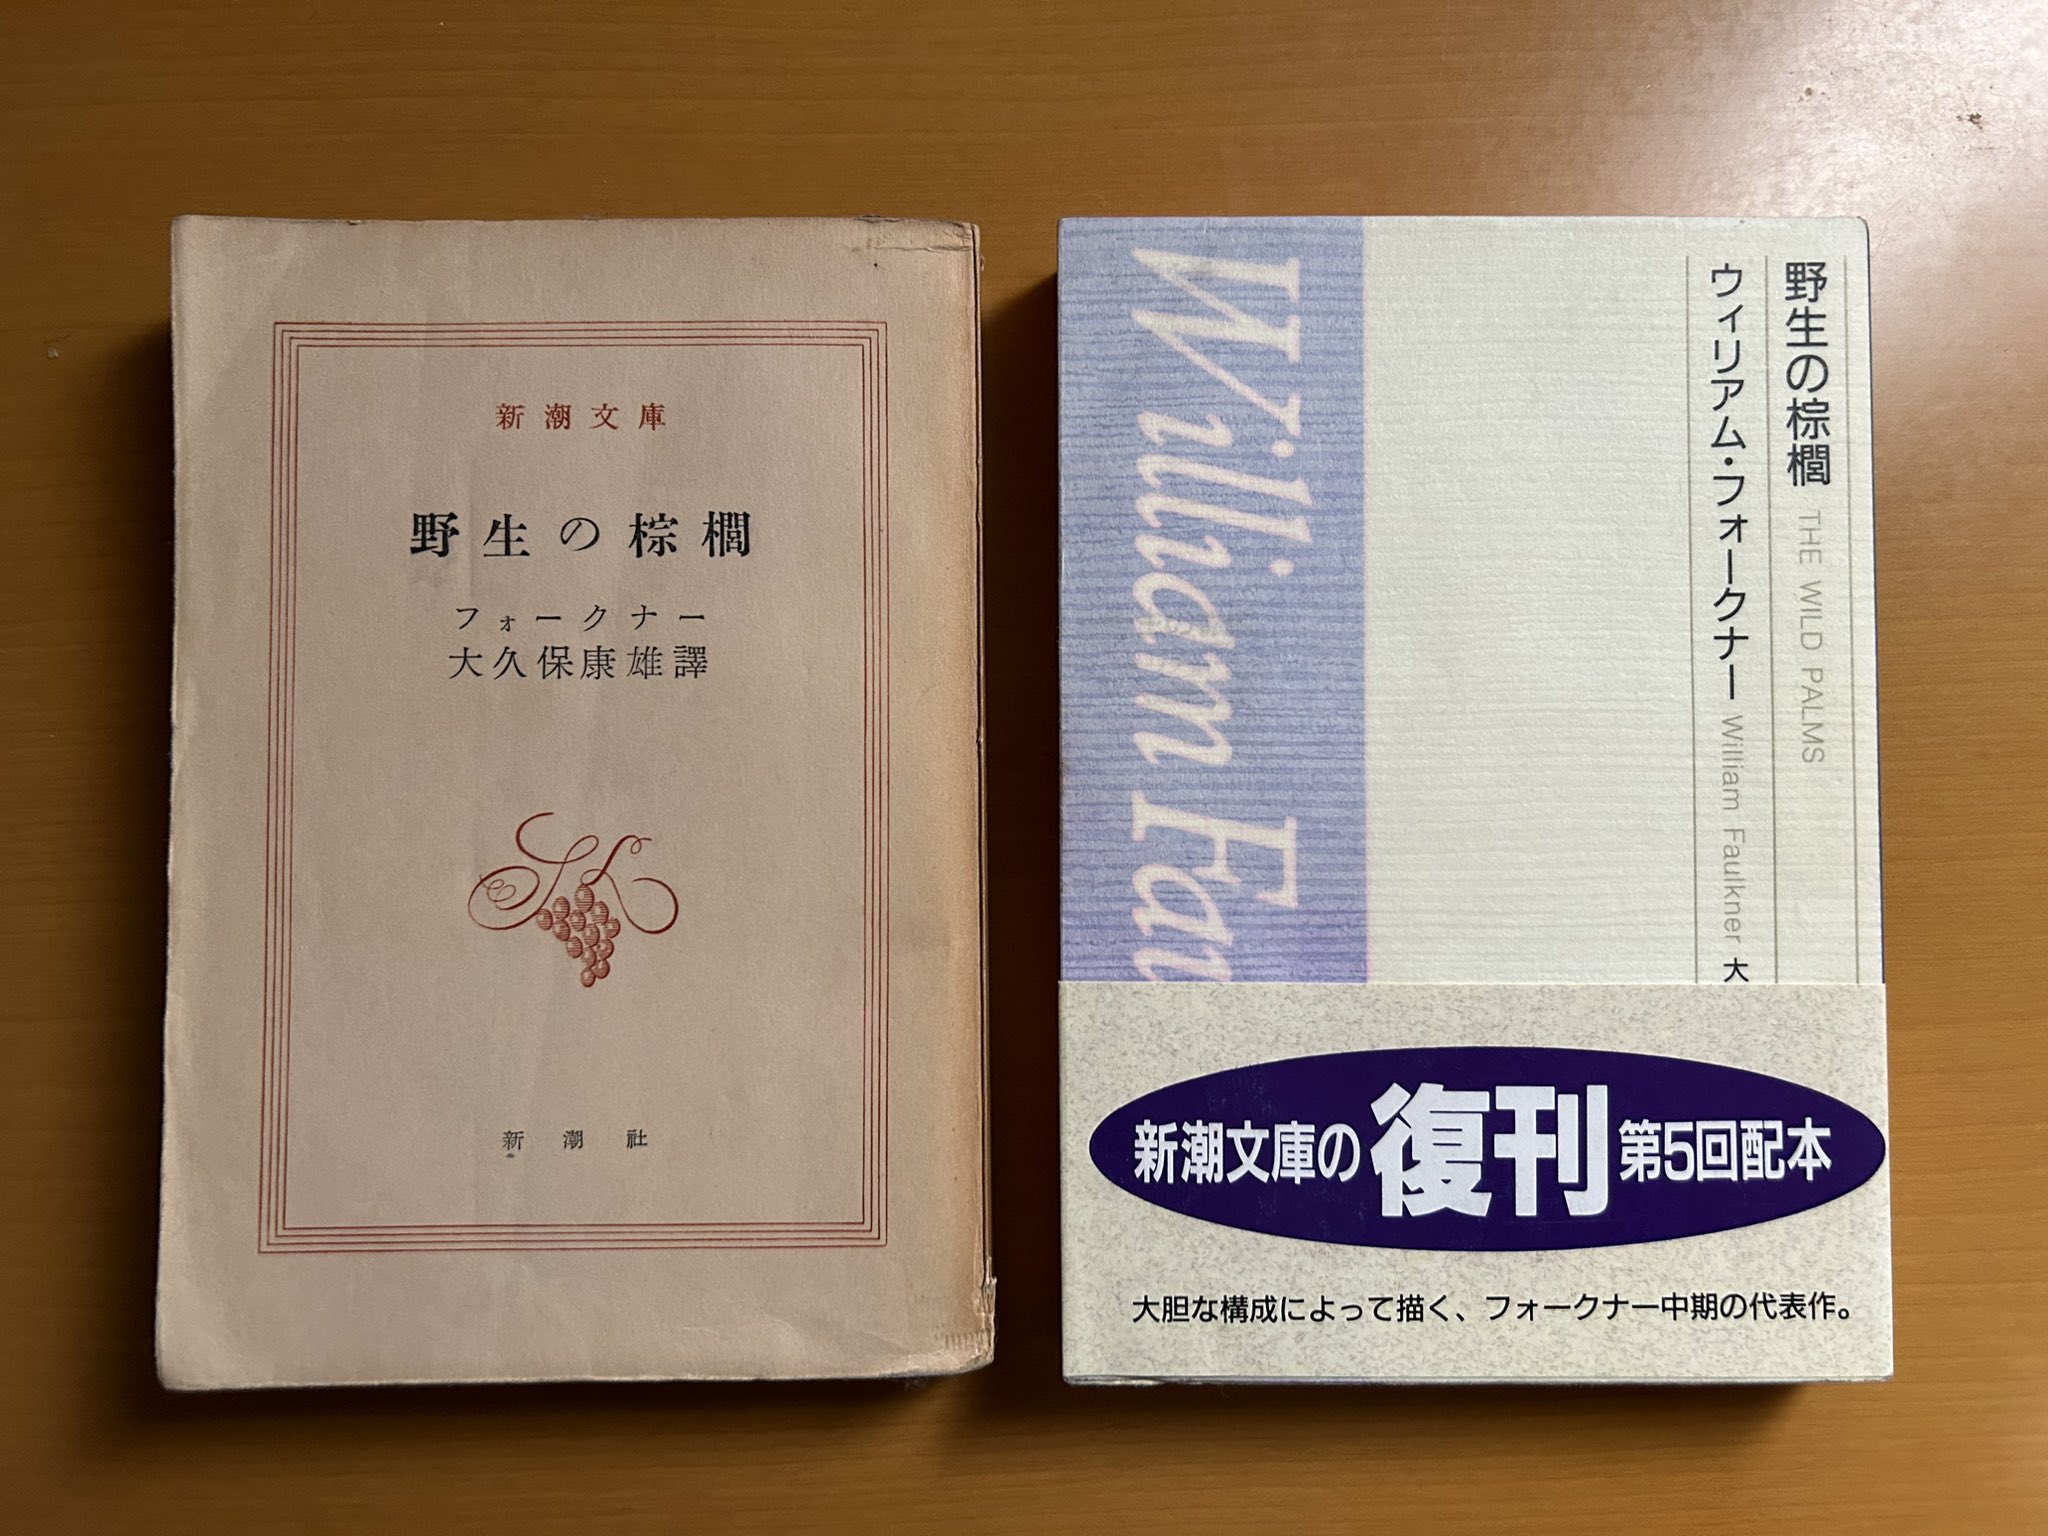 新潮文庫
野生の棕櫚
フォークナー
大久保康雄譯
新潮社
野生の棕櫚 THE WILD PALMS
ウィリアム・フォークナー William Faulkner 大
William Fau
新潮文庫の復刊第5回配本
大胆な構成によって描く、フォークナー中期の代表作。